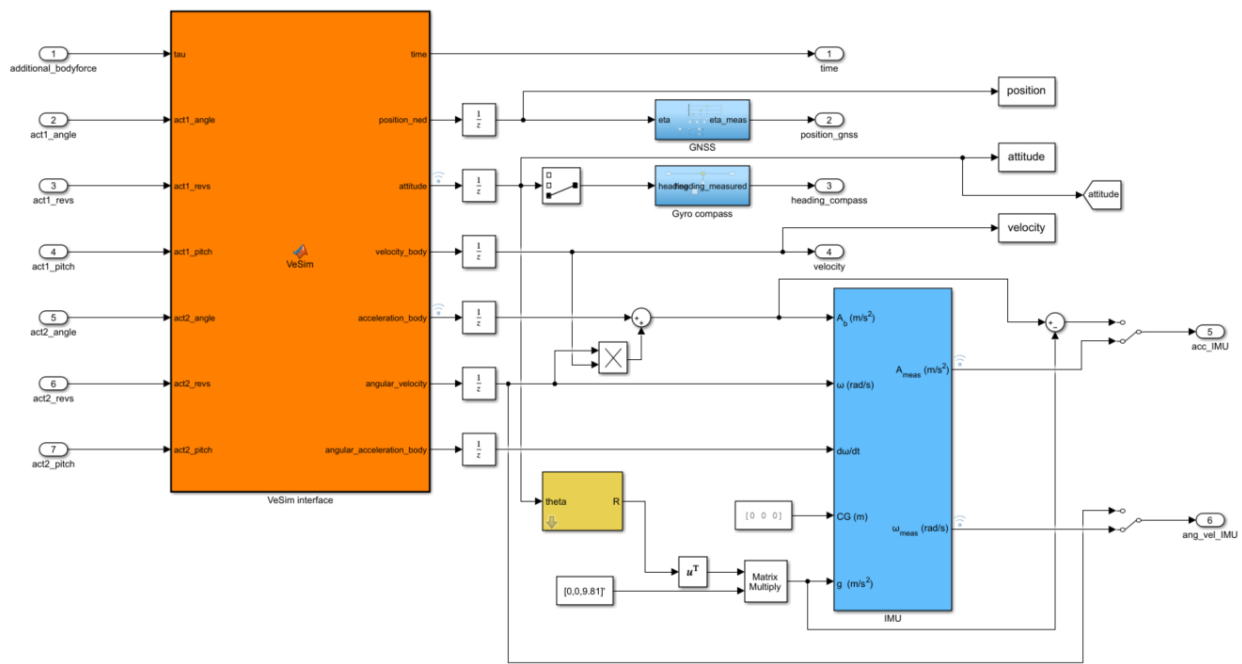 1
additional_bodyforce
2
act1_angle
3
act1_revs
4
act1_pitch
5
act2_angle
6
act2_revs
7
act2_pitch
tau
act1_angle
act1_revs
act1_pitch
act2_angle
act2_revs
act2_pitch
VeSim
time
position_ned
attitude
velocity_body
acceleration_body
angular_velocity
angular_acceleration_body
VeSim interface
1
z
1
z
1
z
1
z
1
z
1
z
1
time
position
eta
eta_meas
GNSS
2
position_gnss
attitude
heading
heading_measured
Gyro compass
3
heading_compass
attitude
velocity
4
velocity
+
+
A_b (m/s²)
ω (rad/s)
dω/dt
CG (m)
g (m/s²)
A_meas (m/s²)
ω_meas (rad/s)
IMU
+
−
5
acc_IMU
6
ang_vel_IMU
theta
R
[0 0 0]
uᵀ
[0,0,9.81]'
Matrix
Multiply